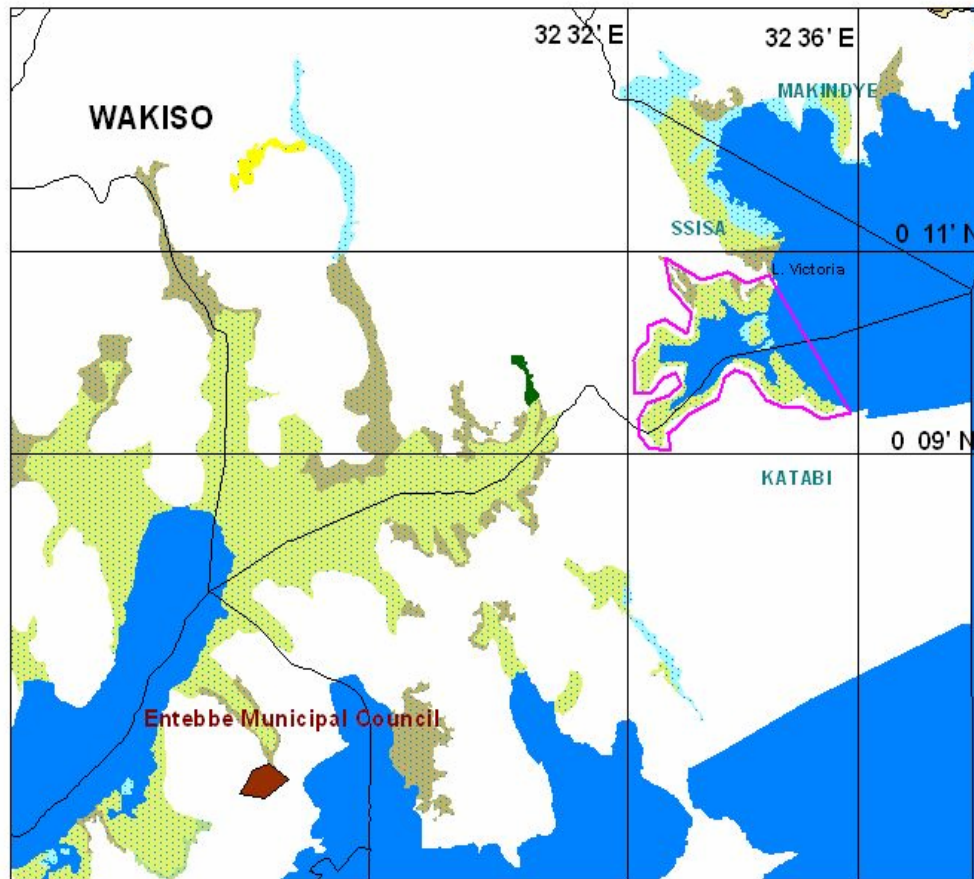 32 32' E
32 36' E
WAKISO
MAKINDYE
SSISA
0 11' N
L. Victoria
0 09' N
KATABI
Entebbe Municipal Council